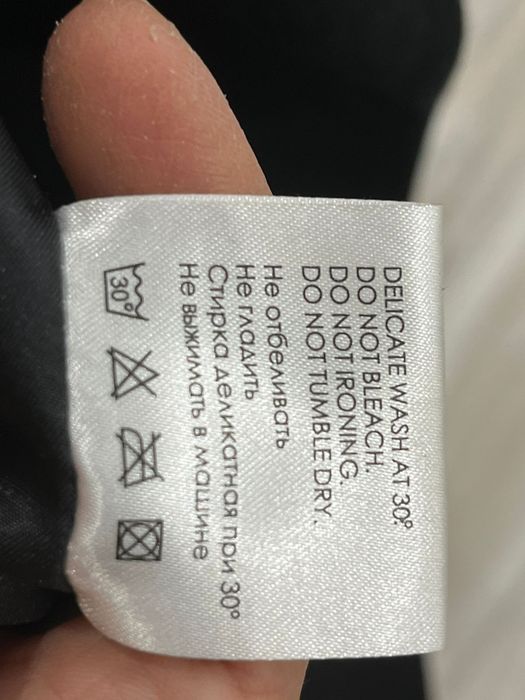 DELICATE WASH AT 30°.
DO NOT BLEACH.
DO NOT IRONING.
DO NOT TUMBLE DRY.
Не отбеливать
Не гладить
Стирка деликатная при 30°
Не выжимать в машине
30°